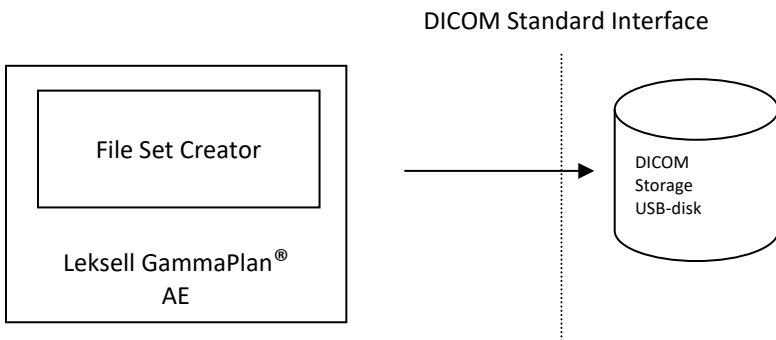 DICOM Standard Interface
File Set Creator
Leksell GammaPlan®
AE
DICOM
Storage
USB-disk